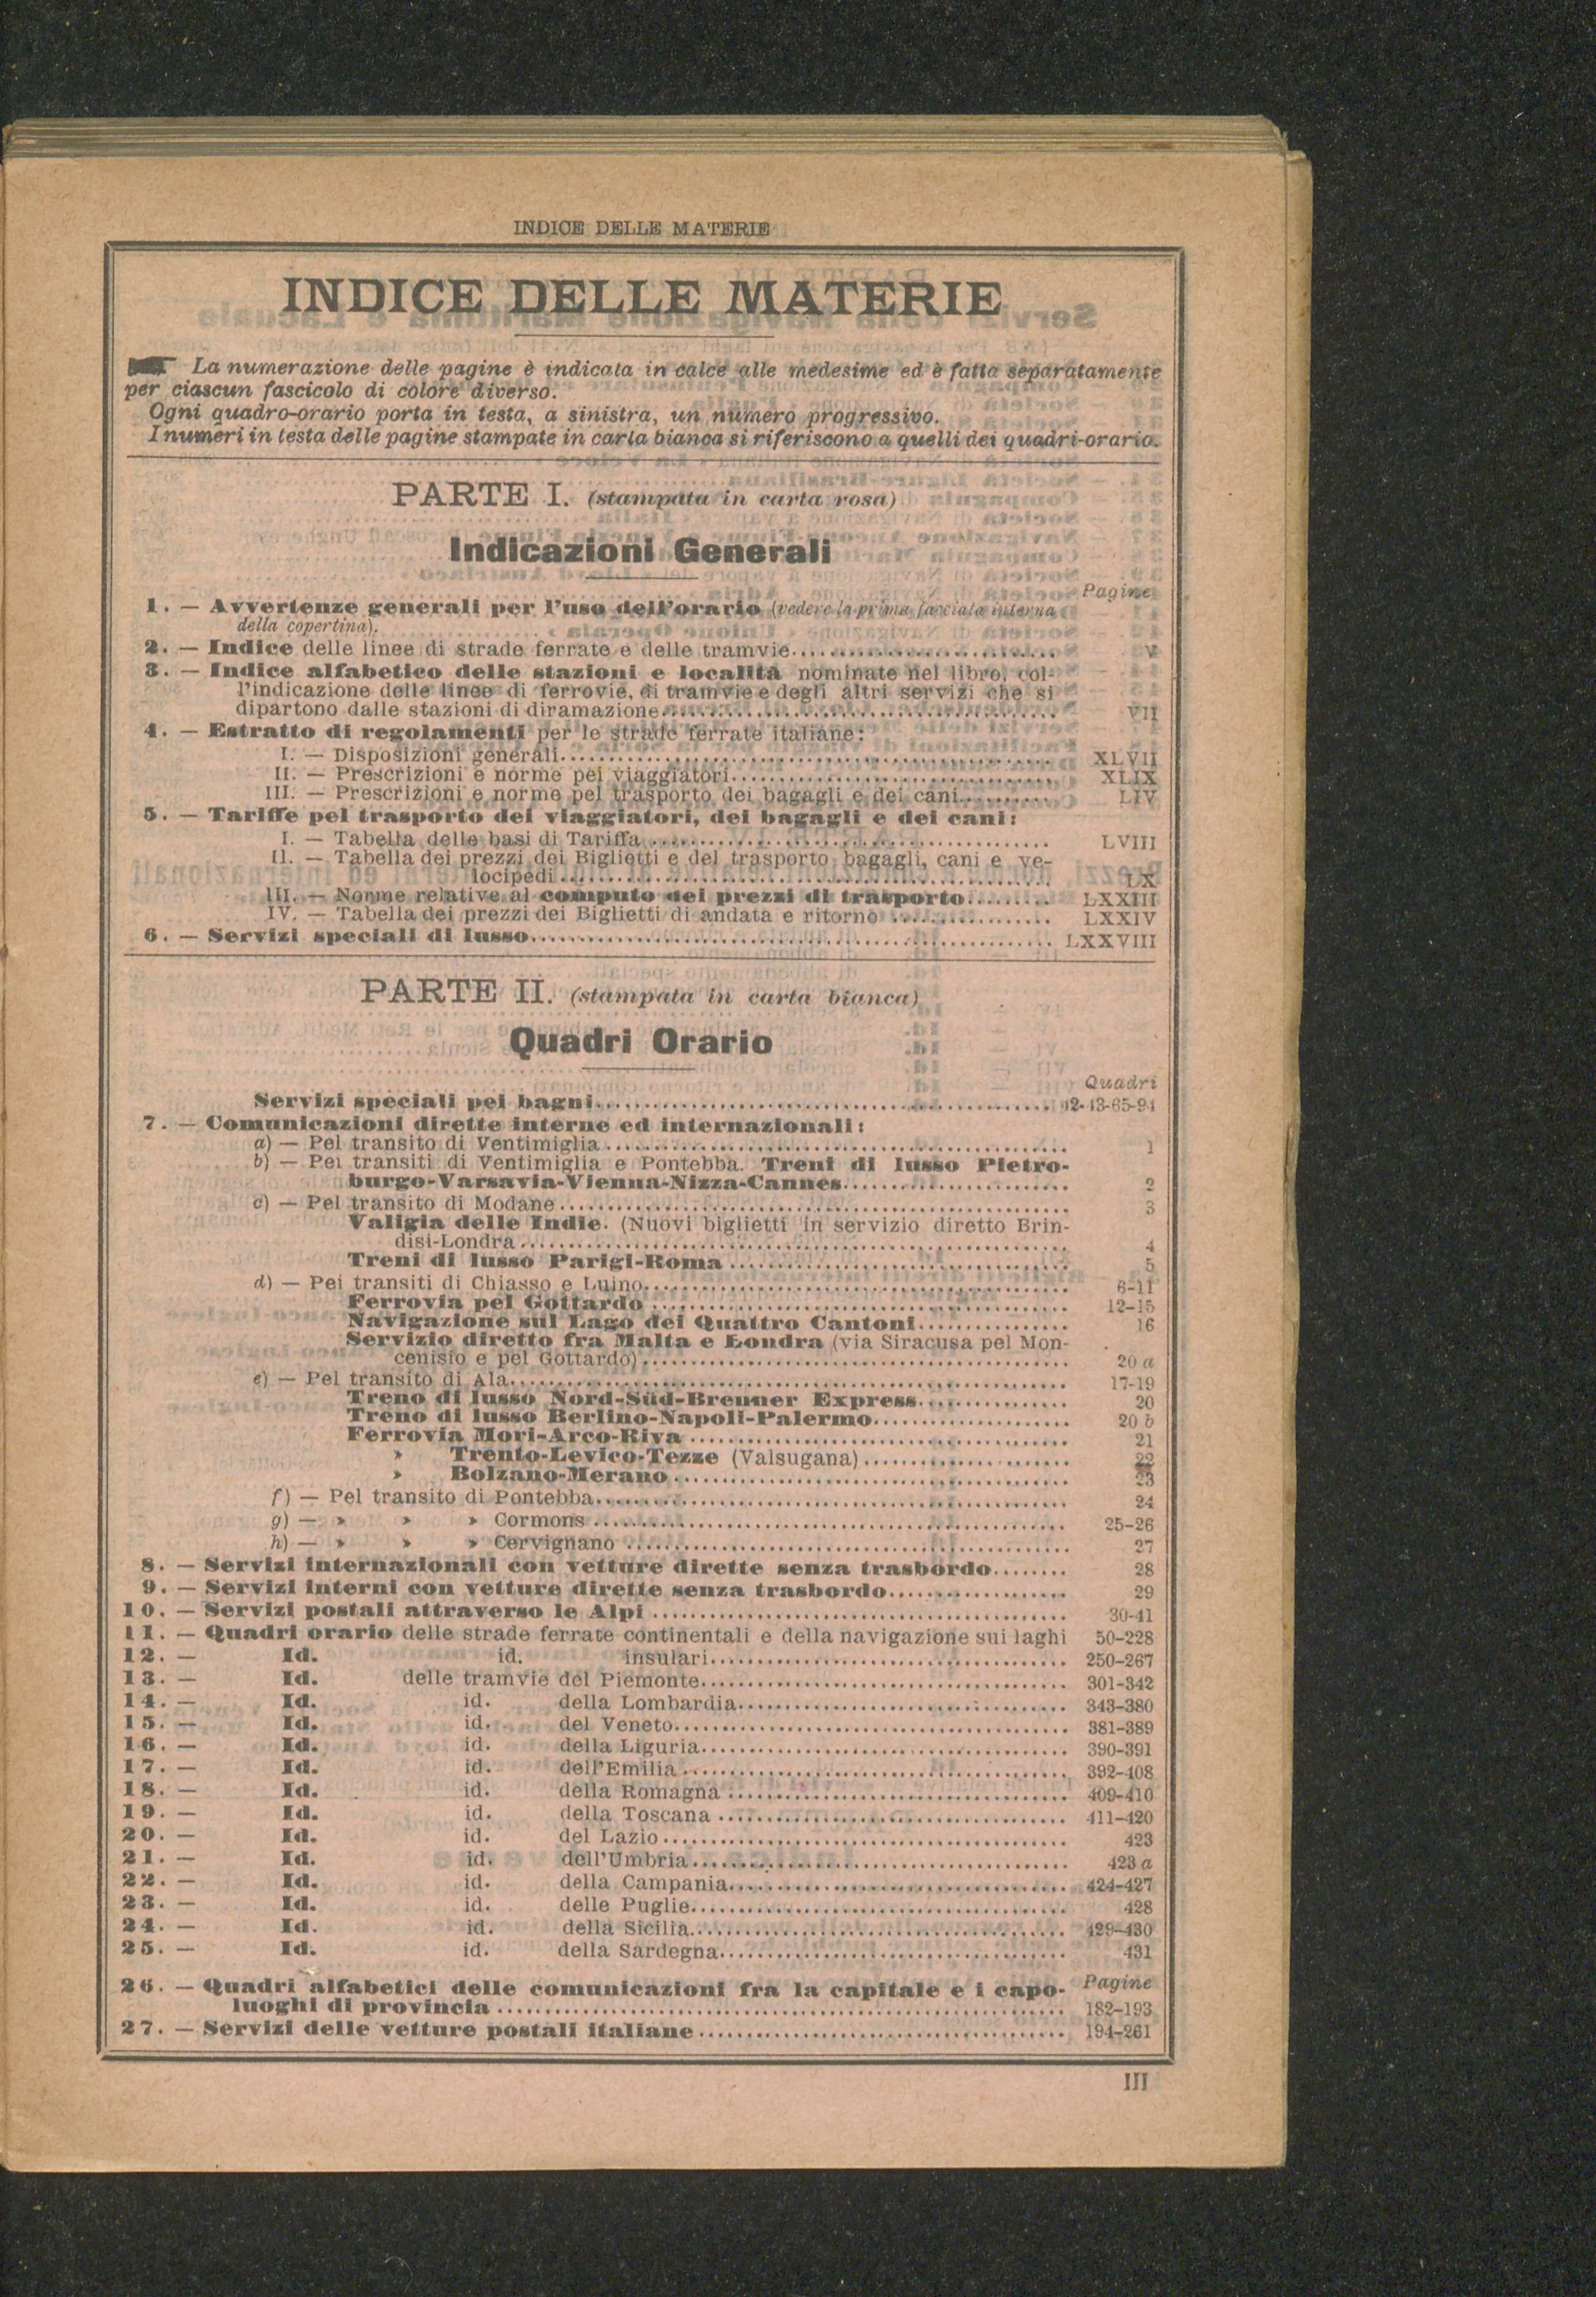 INDICE DELLE MATERIE
INDICE DELLE MATERIE
La numerazione delle pagine è indicata in calce alle medesime ed è fatta separatamente
per ciascun fascicolo di colore diverso.
Ogni quadro-orario porta in testa, a sinistra, un numero progressivo.
I numeri in testa delle pagine stampate in carta bianca si riferiscono a quelli dei quadri-orario.
PARTE I. (stampata in carta rosa)
Indicazioni Generali
Pagine
1. — Avvertenze generali per l'uso dell'orario (vedere la prima facciata interna
della copertina).
2. — Indice delle linee di strade ferrate e delle tramvie. V
3. — Indice alfabetico delle stazioni e località nominate nel libro, col-
l'indicazione delle linee di ferrovie, di tramvie e degli altri servizi che si
dipartono dalle stazioni di diramazione. VII
4. — Estratto di regolamenti per le strade ferrate italiane:
I. — Disposizioni generali. XLVII
II. — Prescrizioni e norme pei viaggiatori. XLIX
III. — Prescrizioni e norme pel trasporto dei bagagli e dei cani. LIV
5. — Tariffe pel trasporto dei viaggiatori, dei bagagli e dei cani:
I. — Tabella delle basi di Tariffa LVIII
II. — Tabella dei prezzi dei Biglietti e del trasporto bagagli, cani e ve-
locipedi LX
III. — Norme relative al computo dei prezzi di trasporto. LXXIII
IV. — Tabella dei prezzi dei Biglietti di andata e ritorno LXXIV
6. — Servizi speciali di lusso. LXXVIII
PARTE II. (stampata in carta bianca)
Quadri Orario
Quadri
Servizi speciali pei bagni. 42-43-65-94
7. — Comunicazioni dirette interne ed internazionali:
a) — Pel transito di Ventimiglia 1
b) — Pei transiti di Ventimiglia e Pontebba. Treni di lusso Pietro-
burgo-Varsavia-Vienna-Nizza-Cannes. 2
c) — Pel transito di Modane 3
Valigia delle Indie. (Nuovi biglietti in servizio diretto Brin-
disi-Londra 4
Treni di lusso Parigi-Roma 5
d) — Pei transiti di Chiasso e Luino. 6-11
Ferrovia pel Gottardo 12-15
Navigazione sul Lago dei Quattro Cantoni. 16
Servizio diretto fra Malta e Londra (via Siracusa pel Mon-
cenisio e pel Gottardo) 20 a
e) — Pel transito di Ala. 17-19
Treno di lusso Nord-Süd-Brenner Express. 20
Treno di lusso Berlino-Napoli-Palermo. 20 b
Ferrovia Mori-Arco-Riva 21
» Trento-Levico-Tezze (Valsugana) 22
» Bolzano-Merano 23
f) — Pel transito di Pontebba. 24
g) — » » » Cormons 25-26
h) — » » » Cervignano 27
8. — Servizi internazionali con vetture dirette senza trasbordo. 28
9. — Servizi interni con vetture dirette senza trasbordo. 29
10. — Servizi postali attraverso le Alpi 30-41
11. — Quadri orario delle strade ferrate continentali e della navigazione sui laghi 50-228
12. — Id. id. insulari. 250-267
13. — Id. delle tramvie del Piemonte. 301-342
14. — Id. id. della Lombardia. 343-380
15. — Id. id. del Veneto. 381-389
16. — Id. id. della Liguria. 390-391
17. — Id. id. dell'Emilia 392-408
18. — Id. id. della Romagna 409-410
19. — Id. id. della Toscana 411-420
20. — Id. id. del Lazio 423
21. — Id. id. dell'Umbria. 423 a
22. — Id. id. della Campania. 424-427
23. — Id. id. delle Puglie. 428
24. — Id. id. della Sicilia. 429-430
25. — Id. id. della Sardegna. 431
Pagine
26. — Quadri alfabetici delle comunicazioni fra la capitale e i capo-
luoghi di provincia 182-193
27. — Servizi delle vetture postali italiane 194-261
III